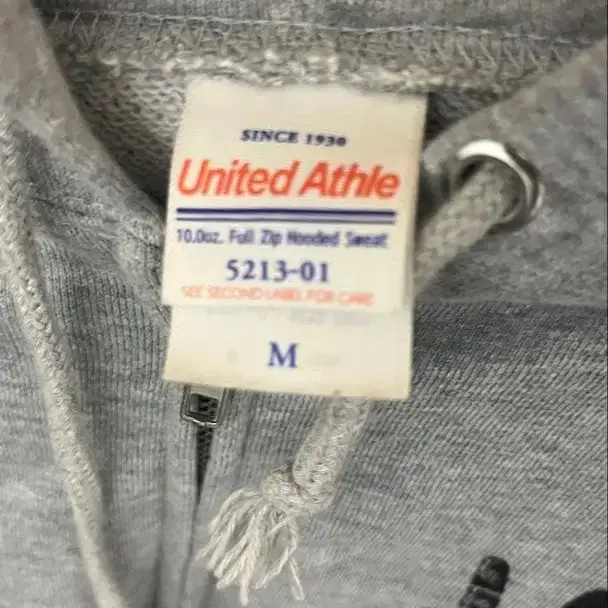 SINCE 1930
United Athle
10.0oz. Full Zip Hooded Sweat
5213-01
SEE SECOND LABEL FOR CARE
M